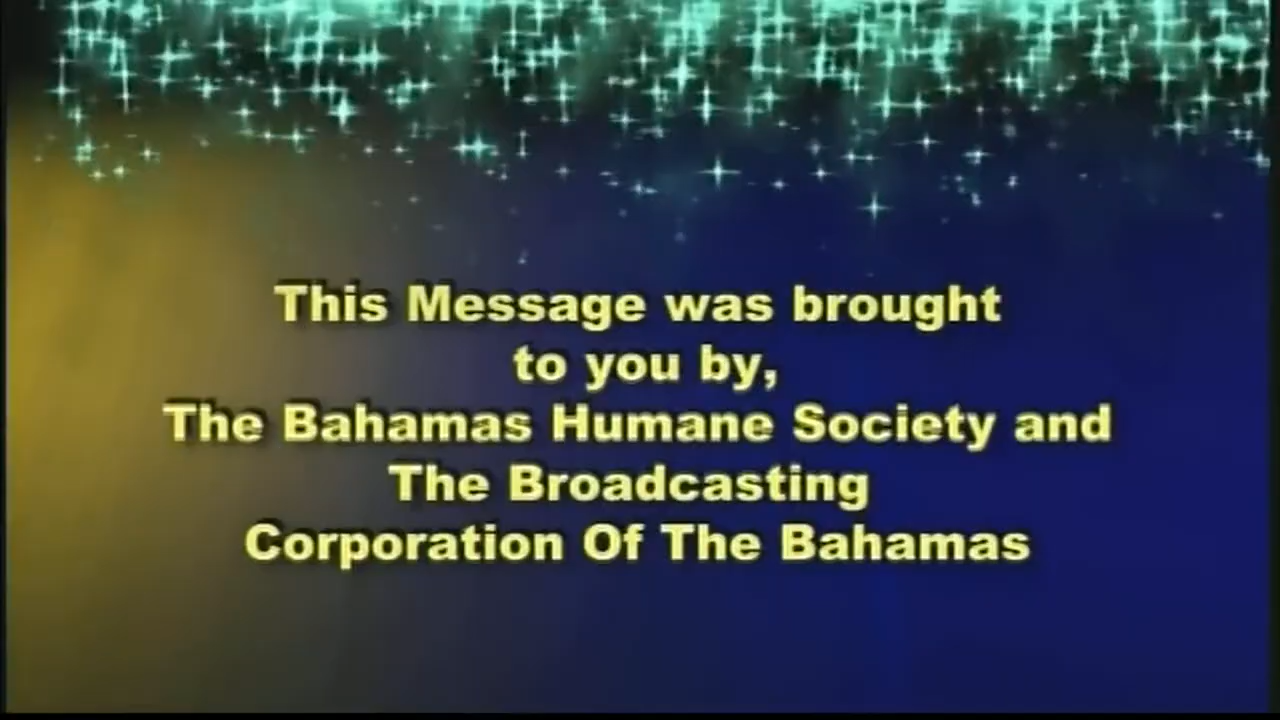 This Message was brought
to you by,
The Bahamas Humane Society and
The Broadcasting
Corporation Of The Bahamas